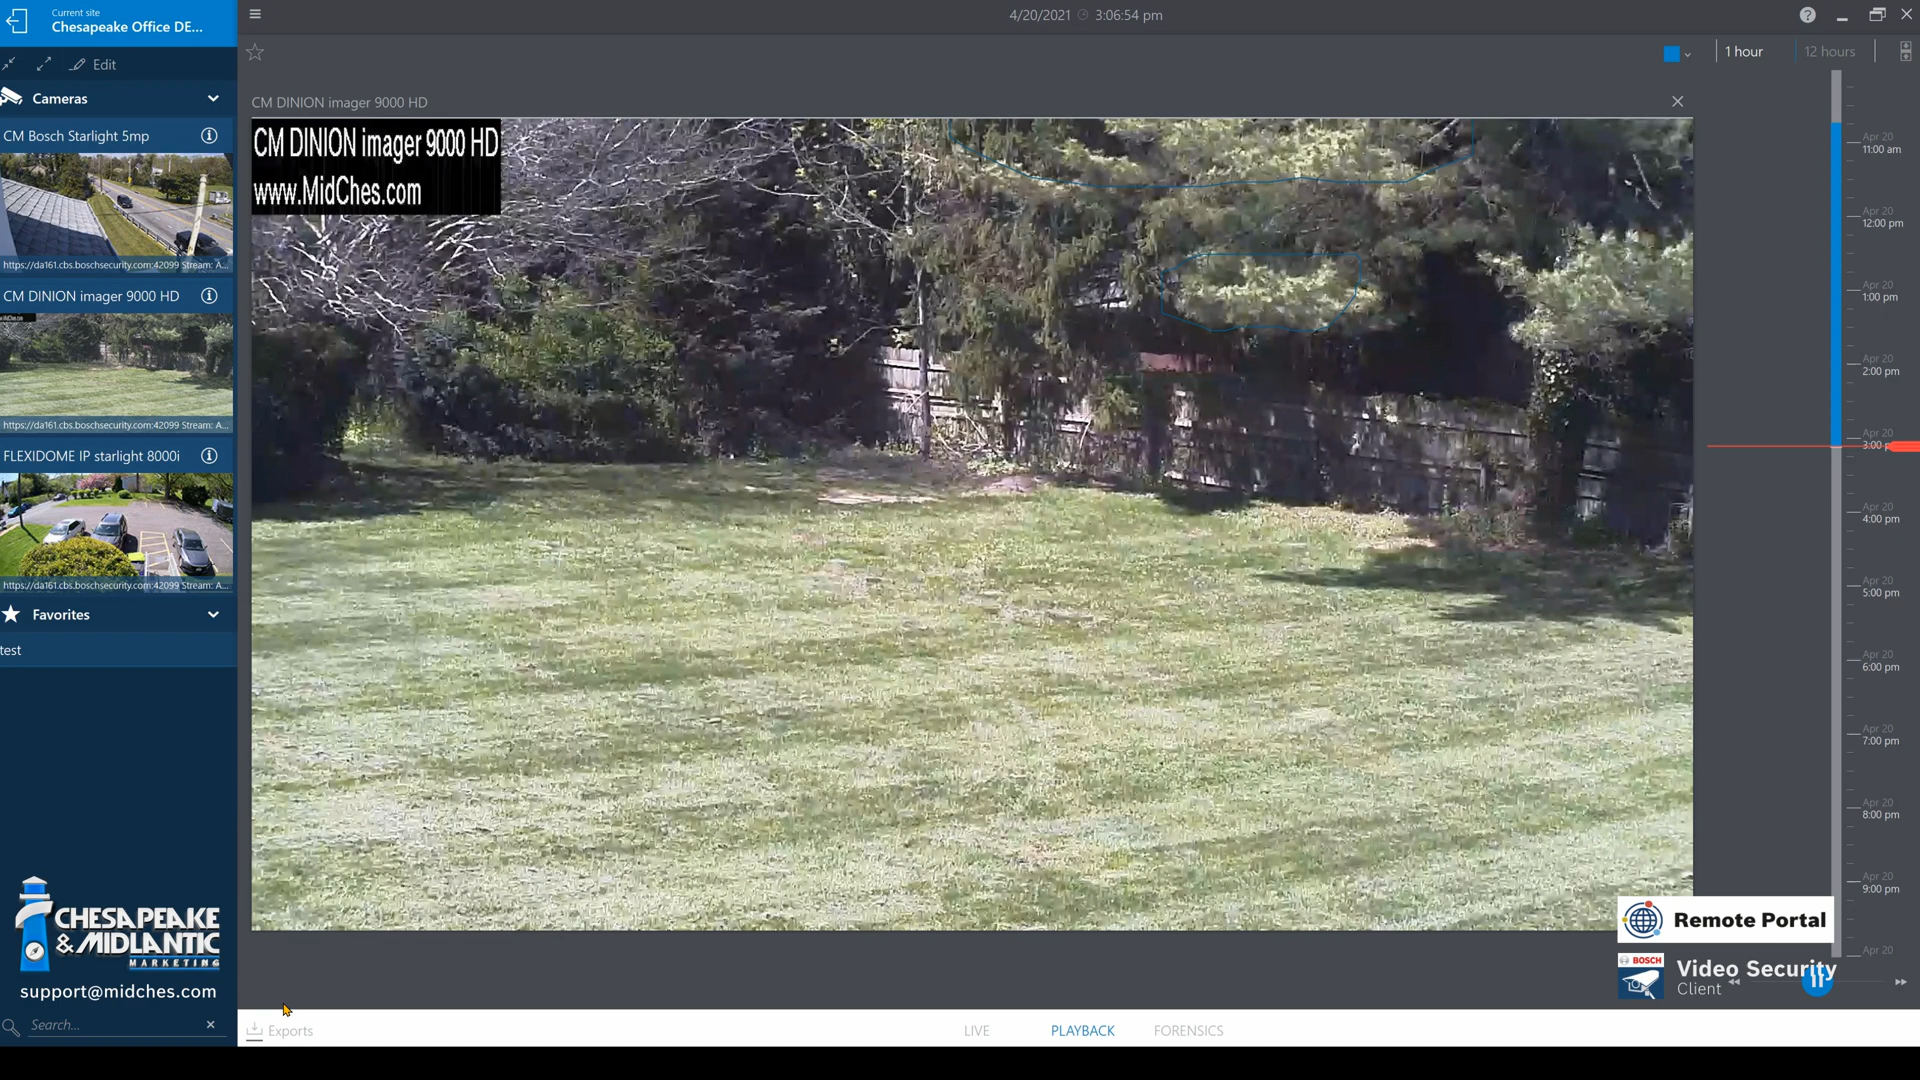 Current site
Chesapeake Office DE...
4/20/2021 3:06:54 pm
Edit
1 hour
12 hours
Cameras
CM DINION imager 9000 HD
CM DINION imager 9000 HD
www.MidChes.com
CM Bosch Starlight 5mp
https://da161.cbs.boschsecurity.com:42099 Stream: A...
CM DINION imager 9000 HD
https://da161.cbs.boschsecurity.com:42099 Stream: A...
FLEXIDOME IP starlight 8000i
https://da161.cbs.boschsecurity.com:42099 Stream: A...
Favorites
test
Apr 20
11:00 am
Apr 20
12:00 pm
Apr 20
1:00 pm
Apr 20
2:00 pm
Apr 20
3:00 p
Apr 20
4:00 pm
Apr 20
5:00 pm
Apr 20
6:00 pm
Apr 20
7:00 pm
Apr 20
8:00 pm
Apr 20
9:00 pm
Apr 20
CHESAPEAKE
& MIDLANTIC
MARKETING
support@midches.com
Search...
Remote Portal
BOSCH
Video Security
Client
Exports
LIVE
PLAYBACK
FORENSICS